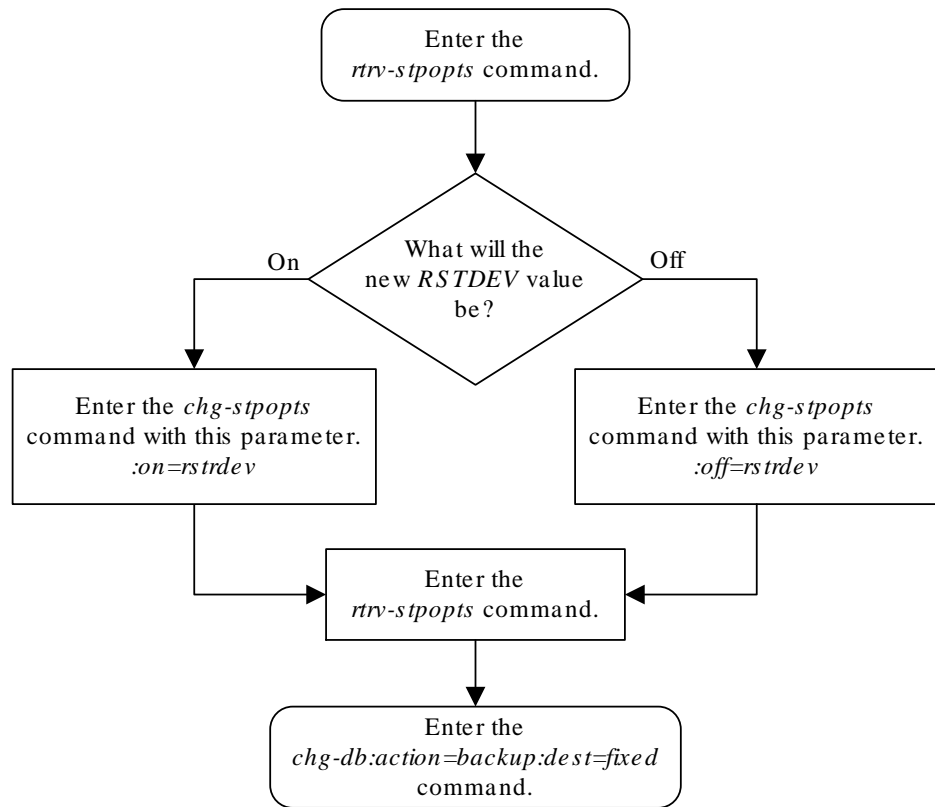 Enter the
rtrv-stpopts command.
What will the
new RSTDEV value
be?
On
Off
Enter the chg-stpopts
command with this parameter.
:on=rstrdev
Enter the chg-stpopts
command with this parameter.
:off=rstrdev
Enter the
rtrv-stpopts command.
Enter the
chg-db:action=backup:dest=fixed
command.